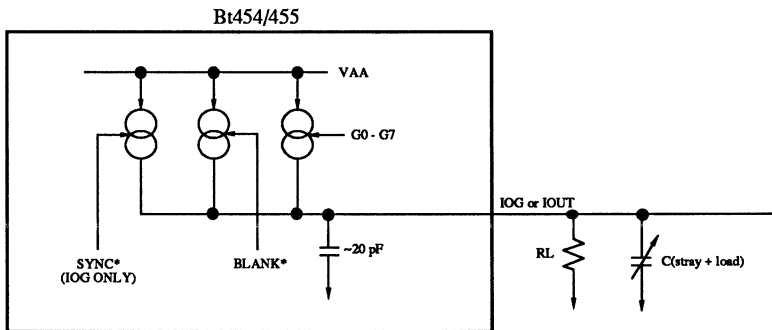 Bt454/455
VAA
G0 - G7
IOG or IOUT
SYNC*
(IOG ONLY)
BLANK*
~20 pF
RL
C(stray + load)